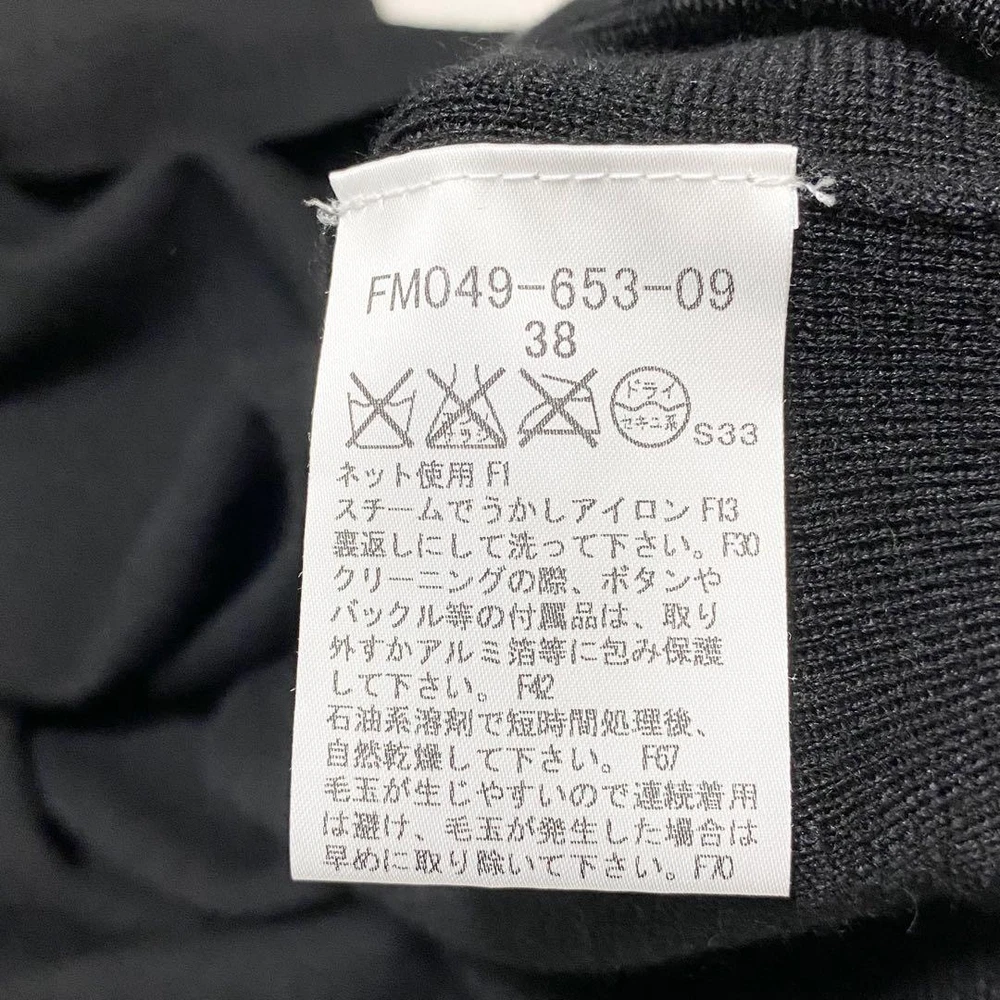 FM049-653-09
38
エンソ
サラシ
ドライ
セキユ系
S33
ネット使用 F1
スチームでうかしアイロン F13
裏返しにして洗って下さい。F30
クリーニングの際、ボタンや
バックル等の付属品は、取り
外すかアルミ箔等に包み保護
して下さい。 F42
石油系溶剤で短時間処理後、
自然乾燥して下さい。 F67
毛玉が生じやすいので連続着用
は避け、毛玉が発生した場合は
早めに取り除いて下さい。F70